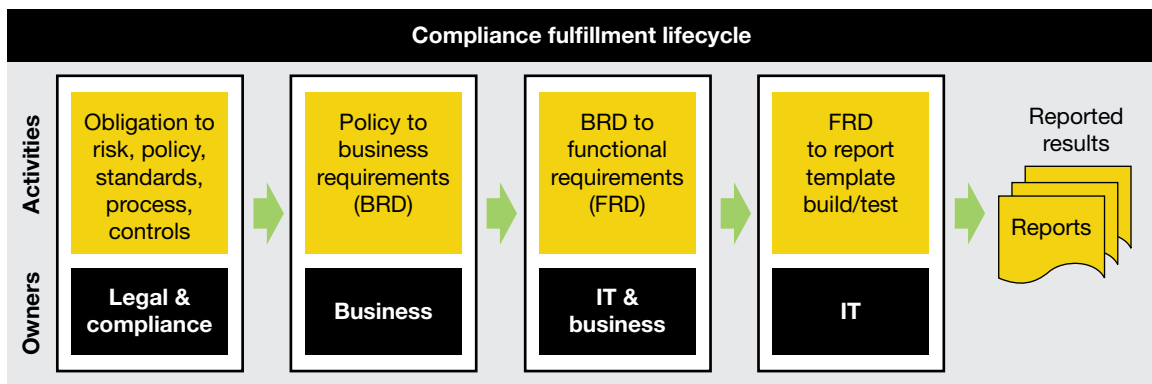 Compliance fulfillment lifecycle
Activities
Obligation to
risk, policy,
standards,
process,
controls
Policy to
business
requirements
(BRD)
BRD to
functional
requirements
(FRD)
FRD
to report
template
build/test
Reported
results
Reports
Owners
Legal &
compliance
Business
IT &
business
IT